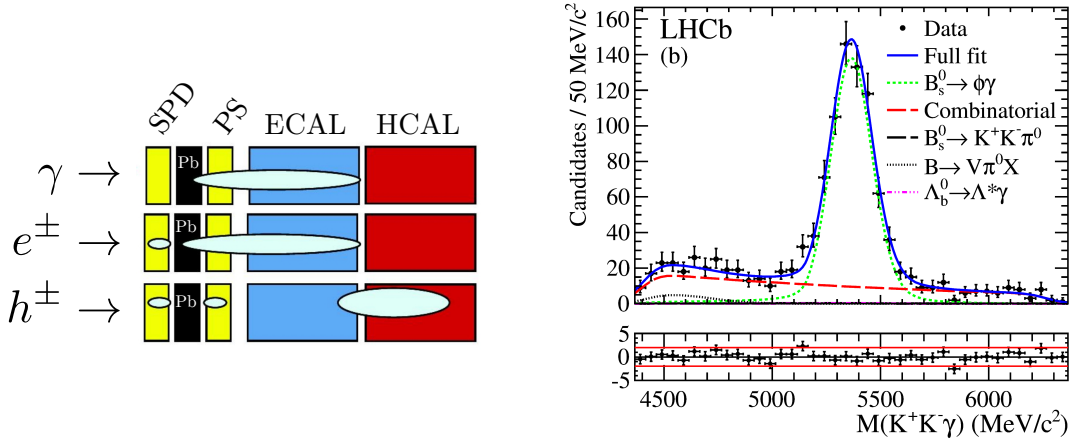 SPD PS ECAL HCAL
γ → Pb
e± → Pb
h± → Pb
LHCb
(b)
Data
Full fit
B⁰ₛ→ ϕγ
Combinatorial
B⁰ₛ→ K⁺K⁻π⁰
B→Vπ⁰X
Λ⁰_b→Λ*γ
Candidates / 50 MeV/c²
160
140
120
100
80
60
40
20
0
5
0
-5
4500 5000 5500 6000
M(K⁺K⁻γ) (MeV/c²)